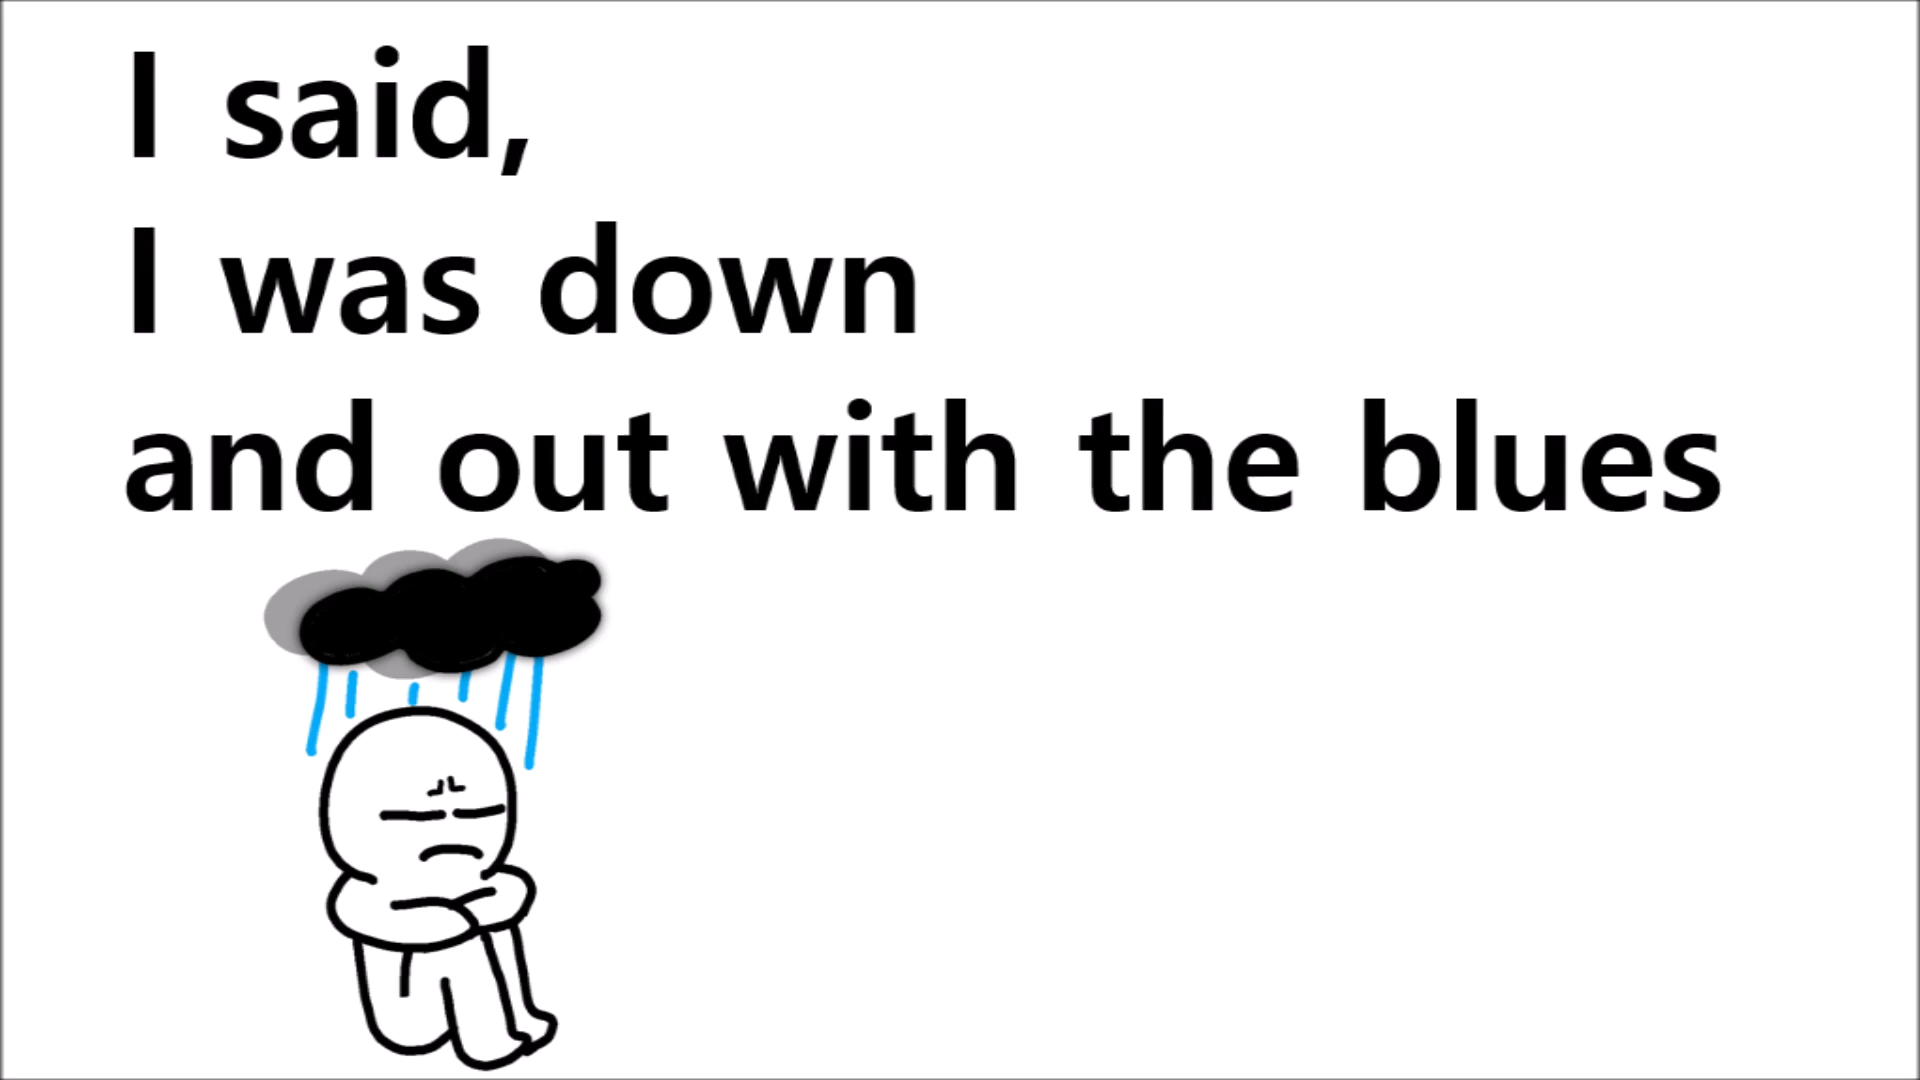 I said,
I was down
and out with the blues